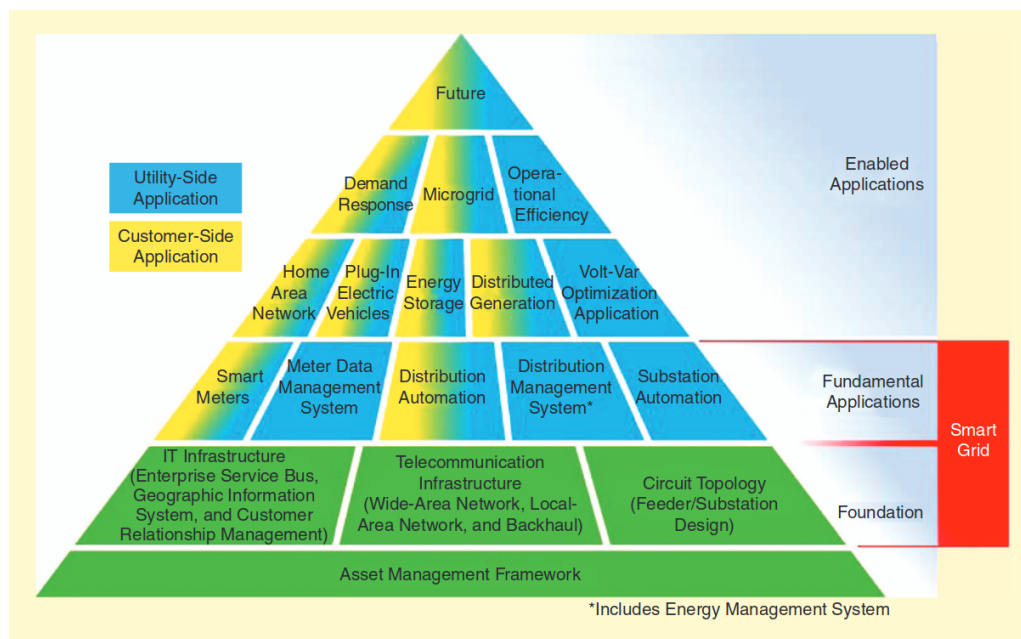 Future
Utility-Side
Application
Customer-Side
Application
Demand
Response
Microgrid
Opera-
tional
Efficiency
Enabled
Applications
Home
Area
Network
Plug-In
Electric
Vehicles
Energy
Storage
Distributed
Generation
Volt-Var
Optimization
Application
Smart
Meters
Meter Data
Management
System
Distribution
Automation
Distribution
Management
System*
Substation
Automation
Fundamental
Applications
Smart
Grid
IT Infrastructure
(Enterprise Service Bus,
Geographic Information
System, and Customer
Relationship Management)
Telecommunication
Infrastructure
(Wide-Area Network, Local-
Area Network, and Backhaul)
Circuit Topology
(Feeder/Substation
Design)
Foundation
Asset Management Framework
*Includes Energy Management System